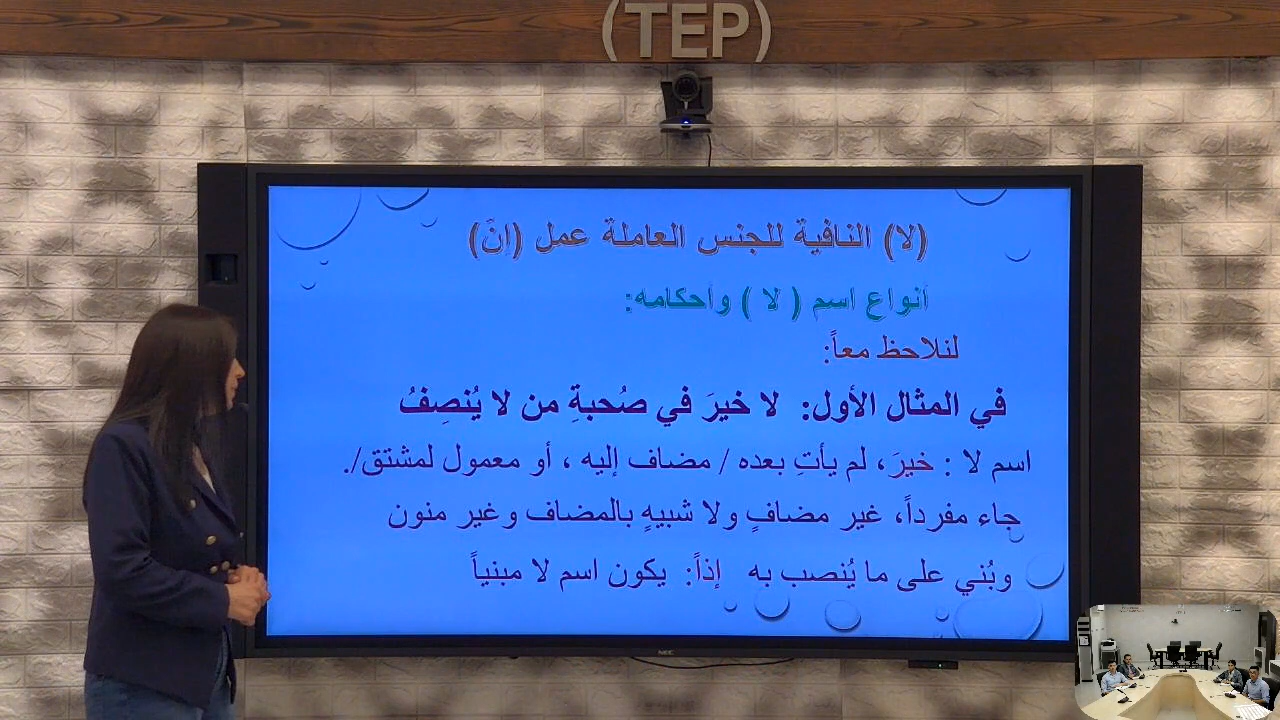 (TEP)
(لا) النافية للجنس العاملة عمل (إنّ)
أنواع اسم ( لا ) وأحكامه:
لنلاحظ معاً:
في المثال الأول: لا خيرَ في صُحبةِ من لا يُنصِفُ
اسم لا : خيرَ، لم يأتِ بعده / مضاف إليه ، أو معمول لمشتق/.
جاء مفرداً، غير مضافٍ ولا شبيهٍ بالمضاف وغير منون
وبُني على ما يُنصب به إذاً: يكون اسم لا مبنياً
NEC